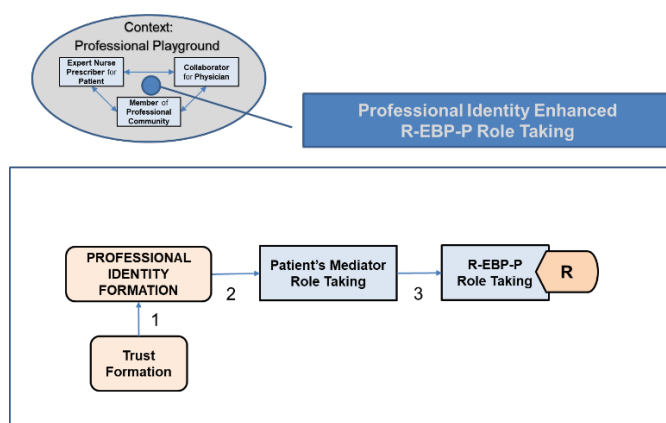 Context:
Professional Playground
Expert Nurse
Prescriber for
Patient
Collaborator
for Physician
Member of
Professional
Community
Professional Identity Enhanced
R-EBP-P Role Taking
PROFESSIONAL
IDENTITY
FORMATION
2
Patient's Mediator
Role Taking
3
R-EBP-P
Role Taking
R
1
Trust
Formation